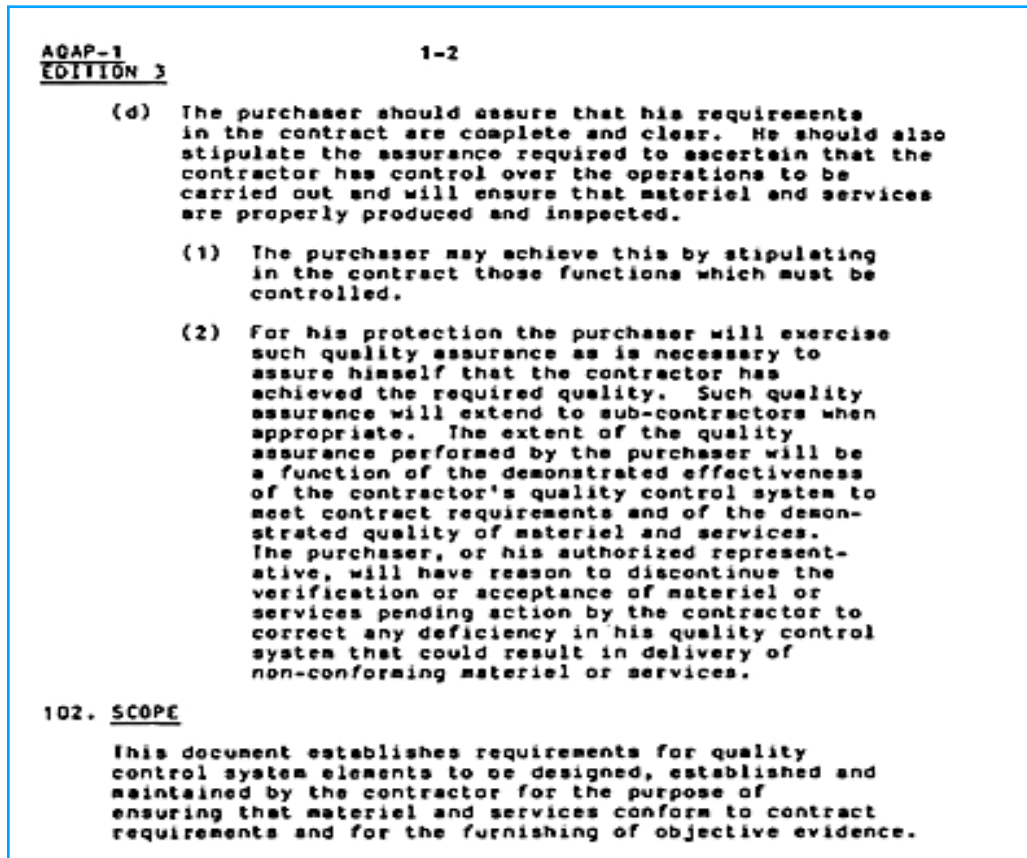 AQAP-1 1-2
EDITION 3
(d) The purchaser should assure that his requirements
in the contract are complete and clear. He should also
stipulate the assurance required to ascertain that the
contractor has control over the operations to be
carried out and will ensure that materiel and services
are properly produced and inspected.
(1) The purchaser may achieve this by stipulating
in the contract those functions which must be
controlled.
(2) For his protection the purchaser will exercise
such quality assurance as is necessary to
assure himself that the contractor has
achieved the required quality. Such quality
assurance will extend to sub-contractors when
appropriate. The extent of the quality
assurance performed by the purchaser will be
a function of the demonstrated effectiveness
of the contractor's quality control system to
meet contract requirements and of the demon-
strated quality of materiel and services.
The purchaser, or his authorized represent-
ative, will have reason to discontinue the
verification or acceptance of materiel or
services pending action by the contractor to
correct any deficiency in his quality control
system that could result in delivery of
non-conforming materiel or services.
102. SCOPE
This document establishes requirements for quality
control system elements to be designed, established and
maintained by the contractor for the purpose of
ensuring that materiel and services conform to contract
requirements and for the furnishing of objective evidence.